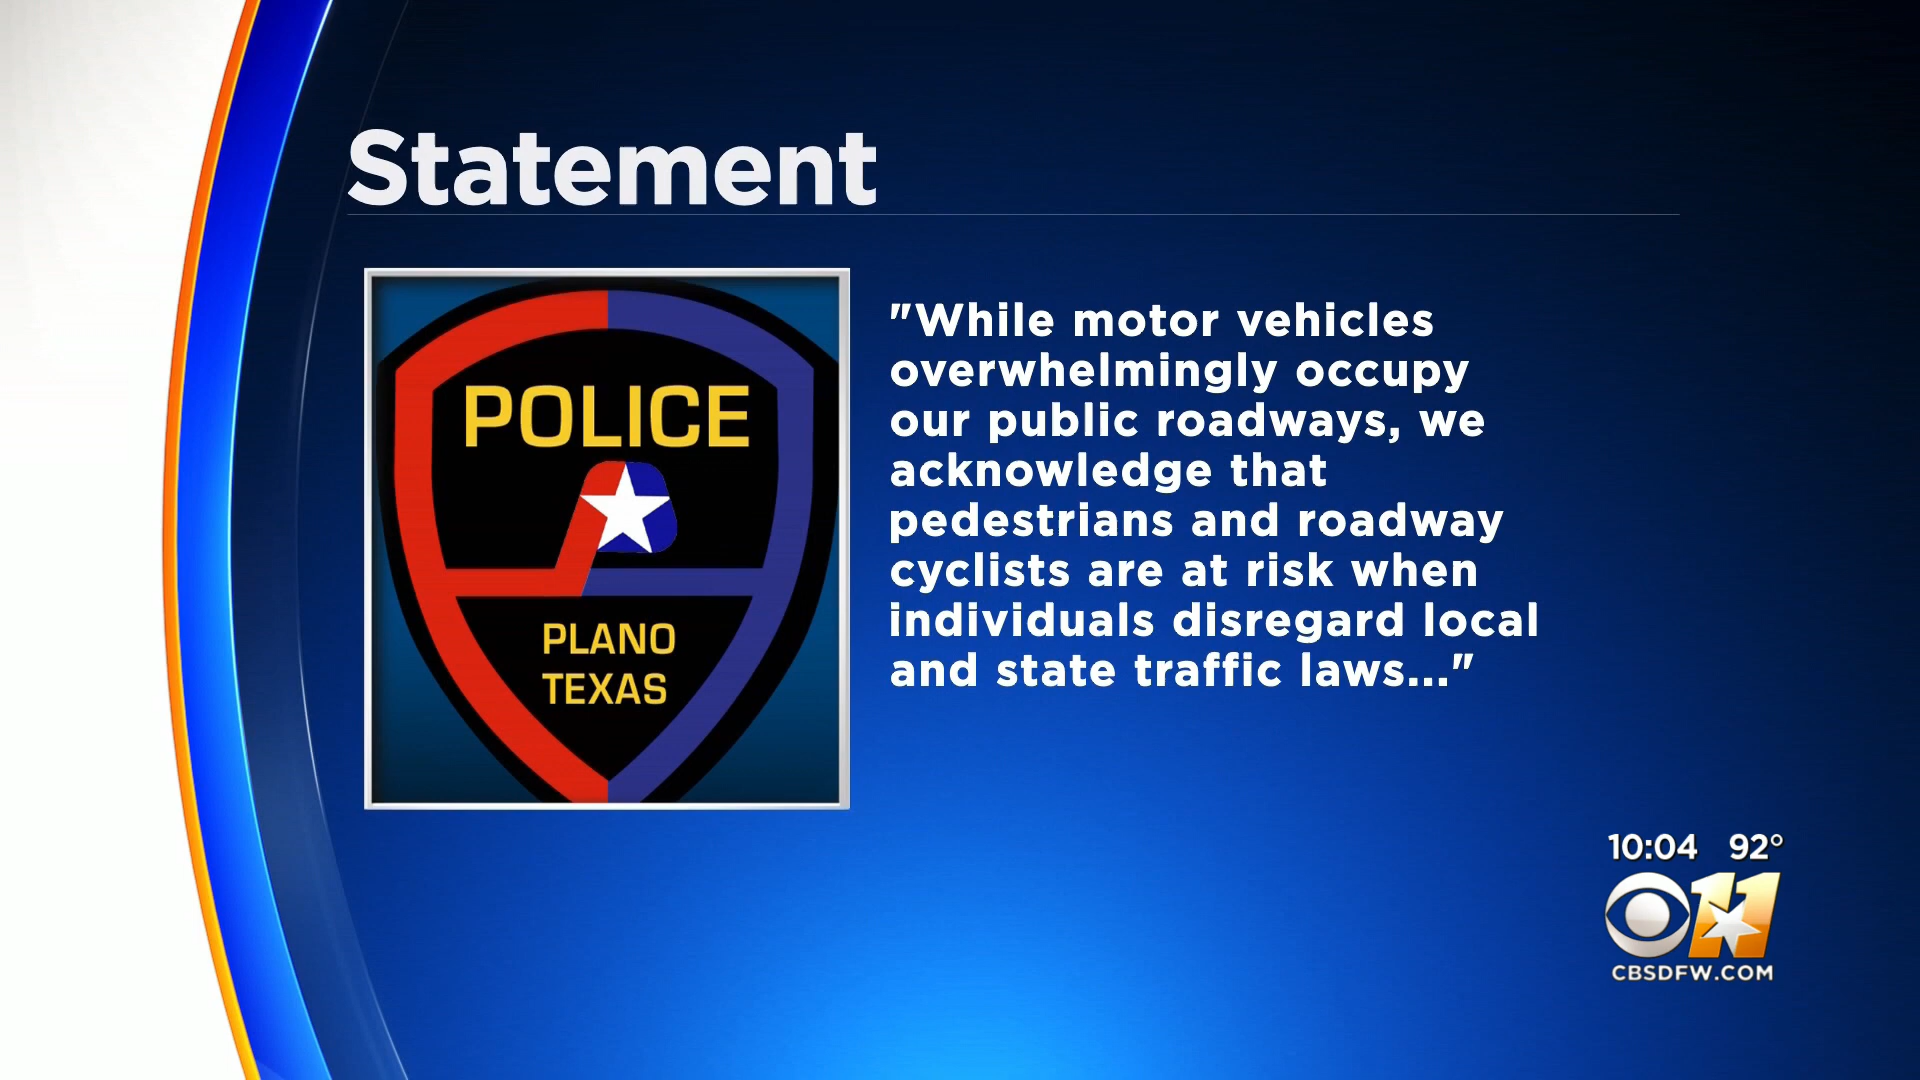 Statement
POLICE
PLANO
TEXAS
"While motor vehicles
overwhelmingly occupy
our public roadways, we
acknowledge that
pedestrians and roadway
cyclists are at risk when
individuals disregard local
and state traffic laws..."
10:04 92°
11
CBSDFW.COM